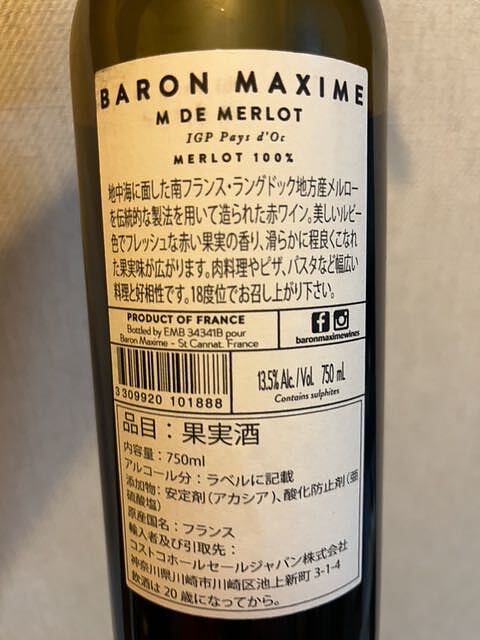 BARON MAXIME
M DE MERLOT
IGP Pays d'Oc
MERLOT 100%
地中海に面した南フランス・ラングドック地方産メルロー
を伝統的な製法を用いて造られた赤ワイン。美しいルビー
色でフレッシュな赤い果実の香り、滑らかに程良くこなれ
た果実味が広がります。肉料理やピザ、パスタなど幅広い
料理と好相性です。18度位でお召し上がり下さい。
PRODUCT OF FRANCE
Bottled by EMB 34341B pour
Baron Maxime - St Cannat. France
baronmaximewines
3 309920 101888
13.5% Alc./Vol. 750 mL
Contains sulphites
品目：果実酒
内容量：750ml
アルコール分：ラベルに記載
添加物：安定剤（アカシア）、酸化防止剤（亜
硫酸塩）
原産国名：フランス
輸入者及び引取先：
コストコホールセールジャパン株式会社
神奈川県川崎市川崎区池上新町 3-1-4
飲酒は 20 歳になってから。